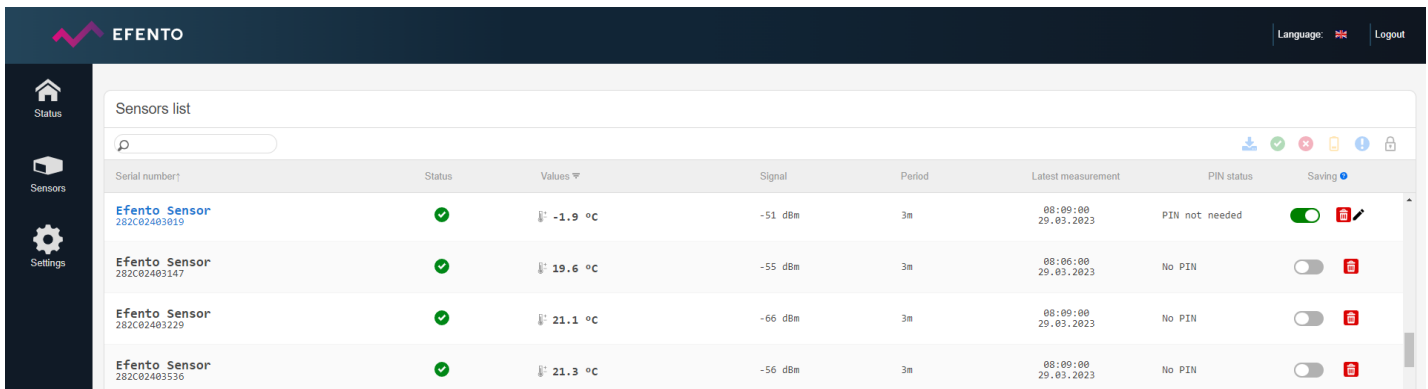 EFENTO
Language:
Logout
Status
Sensors
Settings
Sensors list
Serial number↑ Status Values Signal Period Latest measurement PIN status Saving ?
Efento Sensor
282C02403019
-1.9 ºC -51 dBm 3m 08:09:00
29.03.2023
PIN not needed
Efento Sensor
282C02403147
19.6 ºC -55 dBm 3m 08:06:00
29.03.2023
No PIN
Efento Sensor
282C02403229
21.1 ºC -66 dBm 3m 08:09:00
29.03.2023
No PIN
Efento Sensor
282C02403536
21.3 ºC -56 dBm 3m 08:09:00
29.03.2023
No PIN